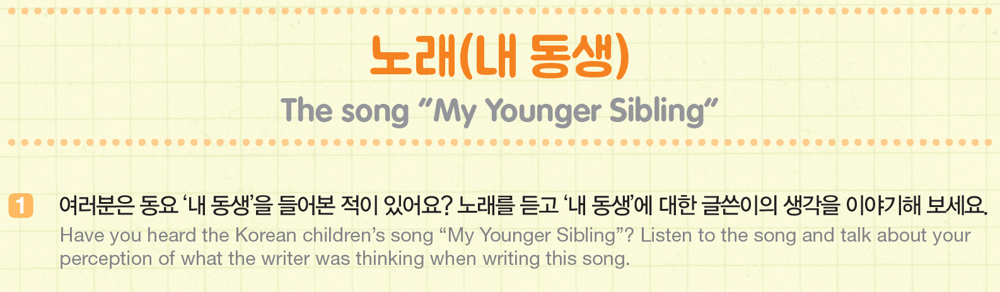 노래(내 동생)
The song “My Younger Sibling”
1 여러분은 동요 ‘내 동생’을 들어본 적이 있어요? 노래를 듣고 ‘내 동생’에 대한 글쓴이의 생각을 이야기해 보세요.
Have you heard the Korean children’s song “My Younger Sibling”? Listen to the song and talk about your
perception of what the writer was thinking when writing this song.